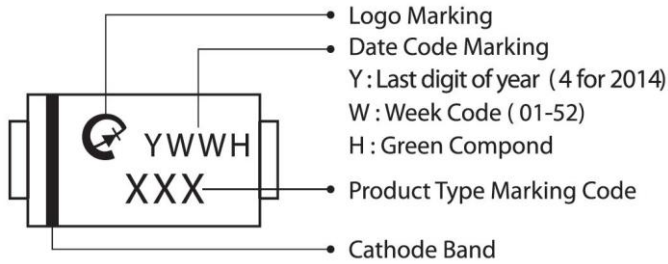 Logo Marking
Date Code Marking
Y : Last digit of year ( 4 for 2014)
W : Week Code ( 01-52)
H : Green Compond
YWWH
XXX
Product Type Marking Code
Cathode Band